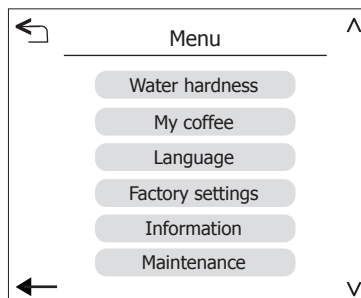 Menu
Water hardness
My coffee
Language
Factory settings
Information
Maintenance